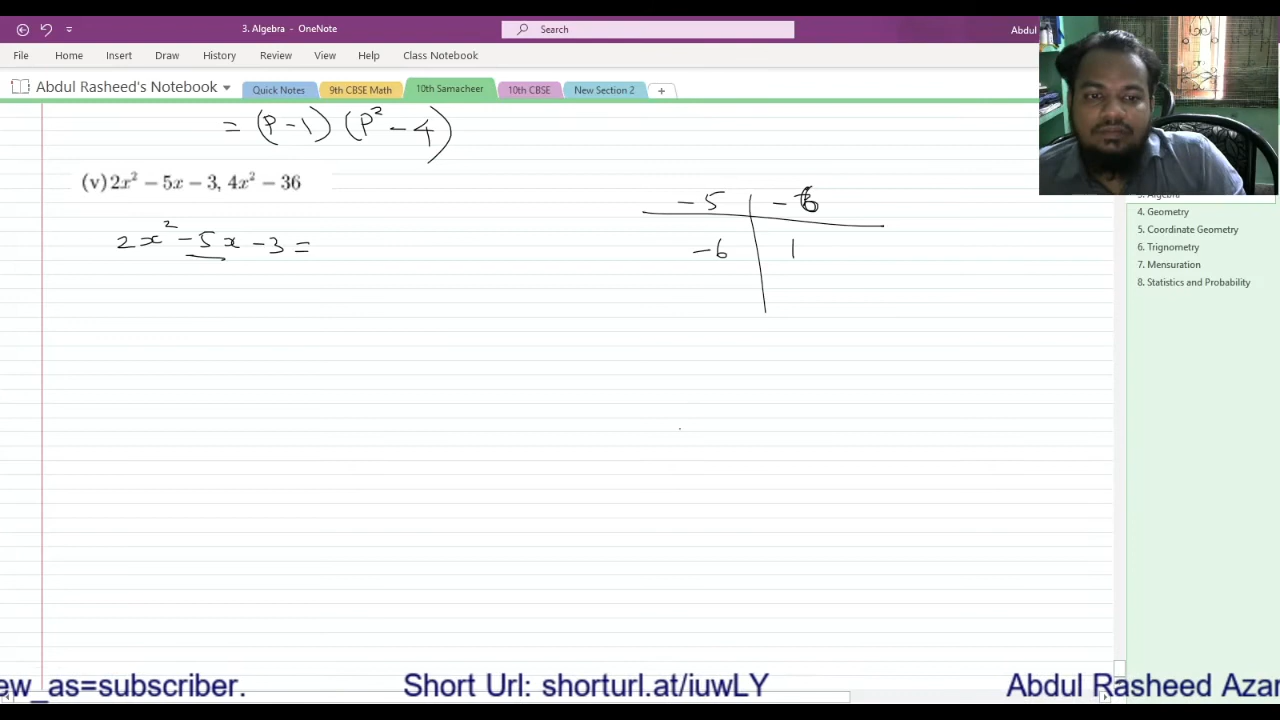 3. Algebra - OneNote
Search
Abdul
File Home Insert Draw History Review View Help Class Notebook
Abdul Rasheed's Notebook
Quick Notes 9th CBSE Math 10th Samacheer 10th CBSE New Section 2 +
= (P - 1) (P² - 4)
(v) 2x² - 5x - 3, 4x² - 36
2x² - 5x - 3 =
-5 | -6
-6 | 1
3. Algebra
4. Geometry
5. Coordinate Geometry
6. Trignometry
7. Mensuration
8. Statistics and Probability
ew_as=subscriber. Short Url: shorturl.at/iuwLY Abdul Rasheed Azar